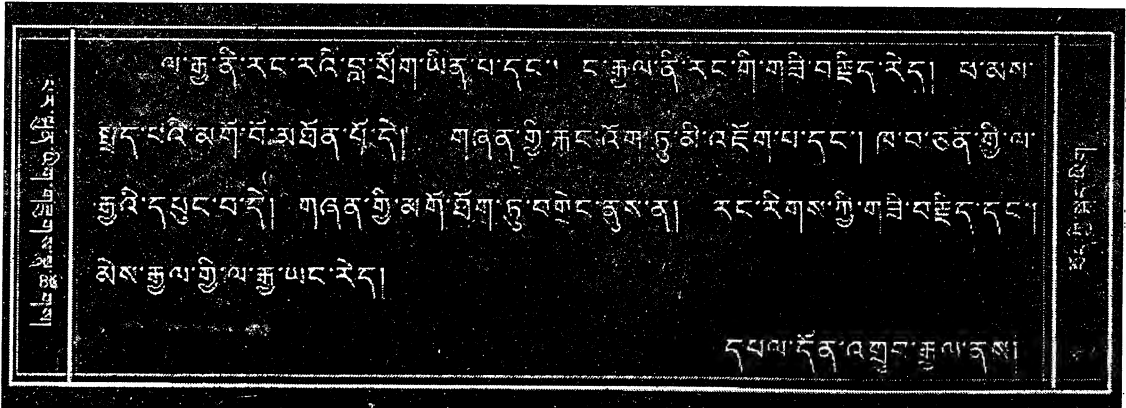 ལ་རྒྱ་ནི་རང་རའི་བླ་སྲོག་ཡིན་པ་དང་། ང་རྒྱལ་ནི་རང་གི་གཟི་བརྗིད་རེད། ཕ་མས་
སྤྲད་པའི་མགོ་བོ་མཐོན་པོ་དེ། གཞན་གྱི་རྐང་འོག་ཏུ་མི་འཇོག་པ་དང་། ཁ་བ་ཅན་གྱི་ལ་
རྒྱའི་དཔུང་བ་དེ། གཞན་གྱི་མགོ་ཐོག་ཏུ་བགྲེང་ནུས་ན། རང་རིགས་ཀྱི་གཟི་བརྗིད་དང་།
མེས་རྒྱལ་གྱི་ལ་རྒྱ་ཡང་རེད།
དཔལ་དོན་འགྲུབ་རྒྱལ་ནས།